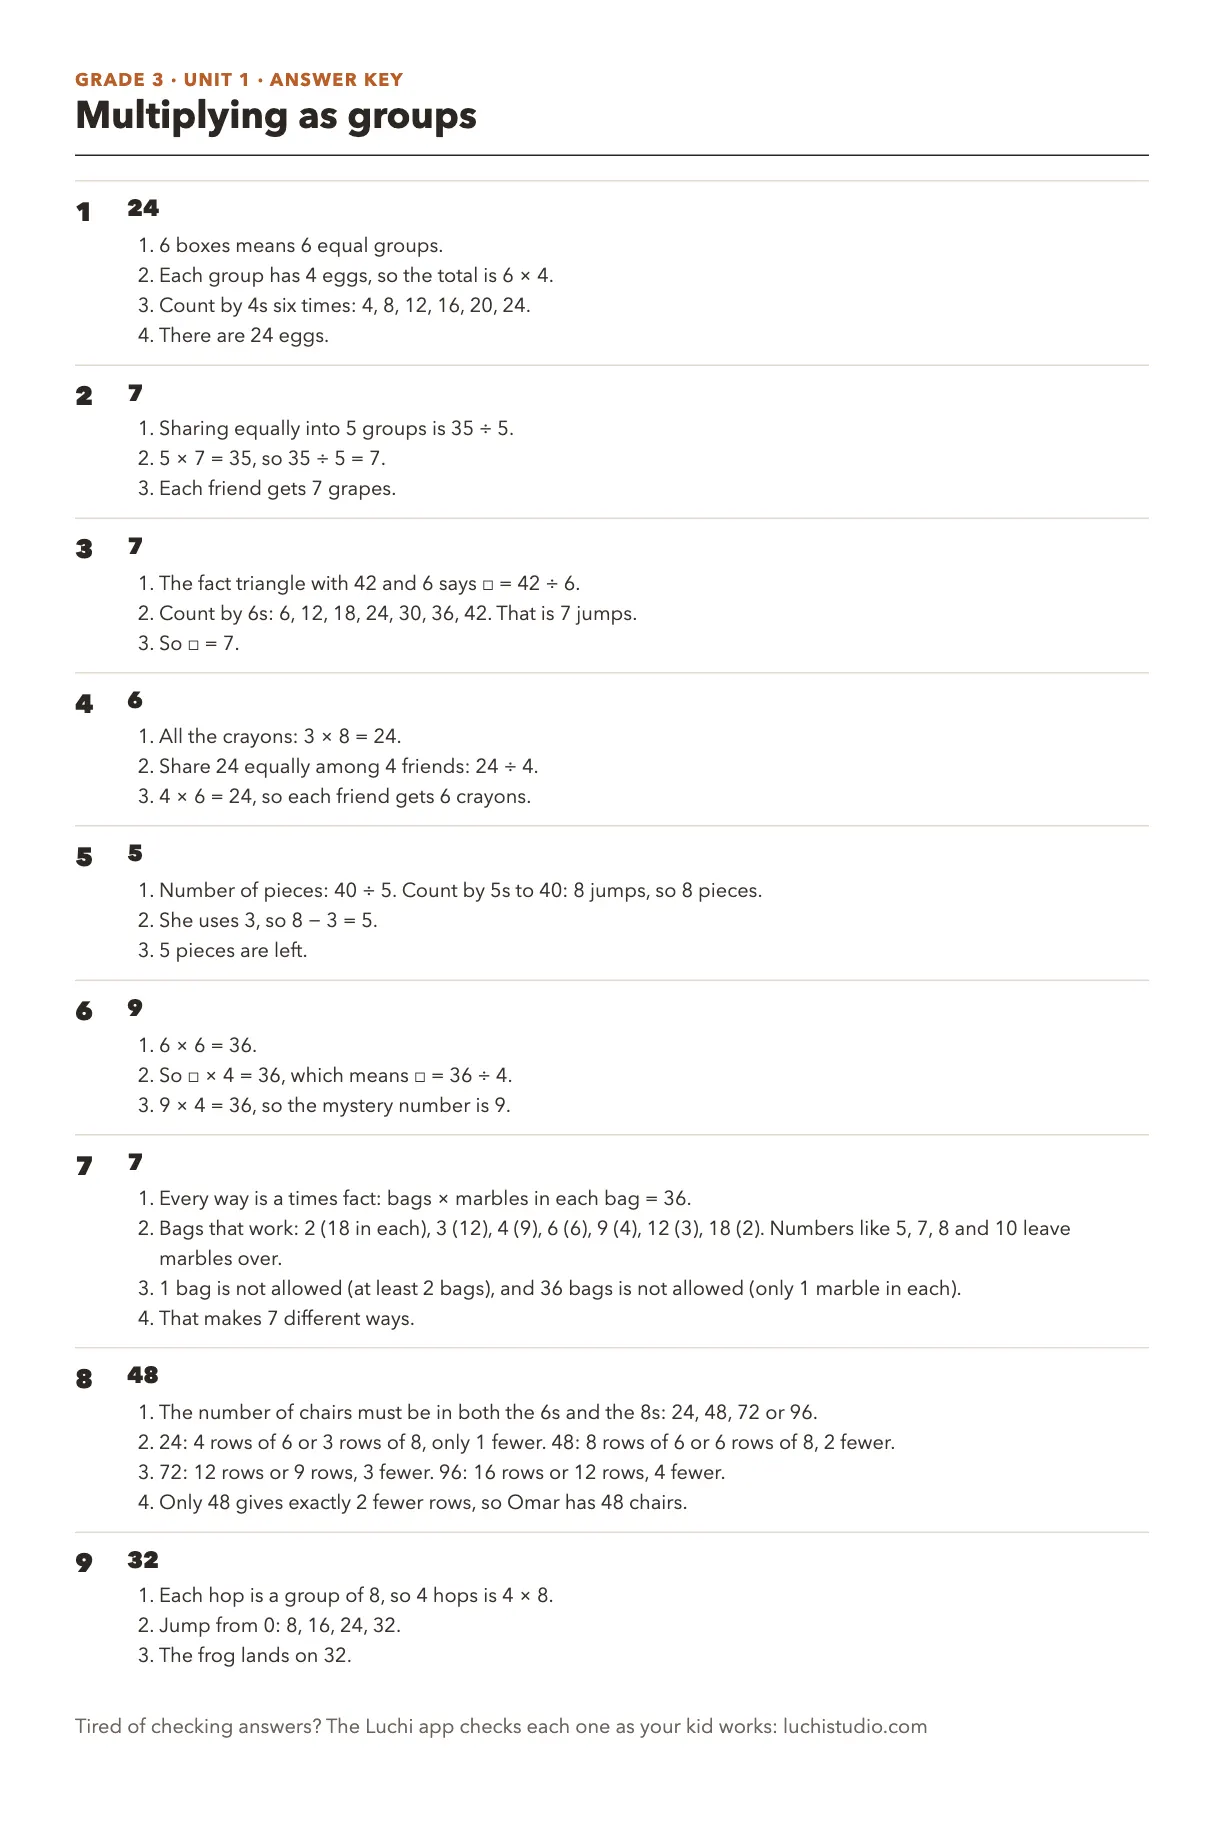 GRADE 3 · UNIT 1 · ANSWER KEY
Multiplying as groups
1 24
1. 6 boxes means 6 equal groups.
2. Each group has 4 eggs, so the total is 6 × 4.
3. Count by 4s six times: 4, 8, 12, 16, 20, 24.
4. There are 24 eggs.
2 7
1. Sharing equally into 5 groups is 35 ÷ 5.
2. 5 × 7 = 35, so 35 ÷ 5 = 7.
3. Each friend gets 7 grapes.
3 7
1. The fact triangle with 42 and 6 says □ = 42 ÷ 6.
2. Count by 6s: 6, 12, 18, 24, 30, 36, 42. That is 7 jumps.
3. So □ = 7.
4 6
1. All the crayons: 3 × 8 = 24.
2. Share 24 equally among 4 friends: 24 ÷ 4.
3. 4 × 6 = 24, so each friend gets 6 crayons.
5 5
1. Number of pieces: 40 ÷ 5. Count by 5s to 40: 8 jumps, so 8 pieces.
2. She uses 3, so 8 − 3 = 5.
3. 5 pieces are left.
6 9
1. 6 × 6 = 36.
2. So □ × 4 = 36, which means □ = 36 ÷ 4.
3. 9 × 4 = 36, so the mystery number is 9.
7 7
1. Every way is a times fact: bags × marbles in each bag = 36.
2. Bags that work: 2 (18 in each), 3 (12), 4 (9), 6 (6), 9 (4), 12 (3), 18 (2). Numbers like 5, 7, 8 and 10 leave
marbles over.
3. 1 bag is not allowed (at least 2 bags), and 36 bags is not allowed (only 1 marble in each).
4. That makes 7 different ways.
8 48
1. The number of chairs must be in both the 6s and the 8s: 24, 48, 72 or 96.
2. 24: 4 rows of 6 or 3 rows of 8, only 1 fewer. 48: 8 rows of 6 or 6 rows of 8, 2 fewer.
3. 72: 12 rows or 9 rows, 3 fewer. 96: 16 rows or 12 rows, 4 fewer.
4. Only 48 gives exactly 2 fewer rows, so Omar has 48 chairs.
9 32
1. Each hop is a group of 8, so 4 hops is 4 × 8.
2. Jump from 0: 8, 16, 24, 32.
3. The frog lands on 32.
Tired of checking answers? The Luchi app checks each one as your kid works: luchistudio.com